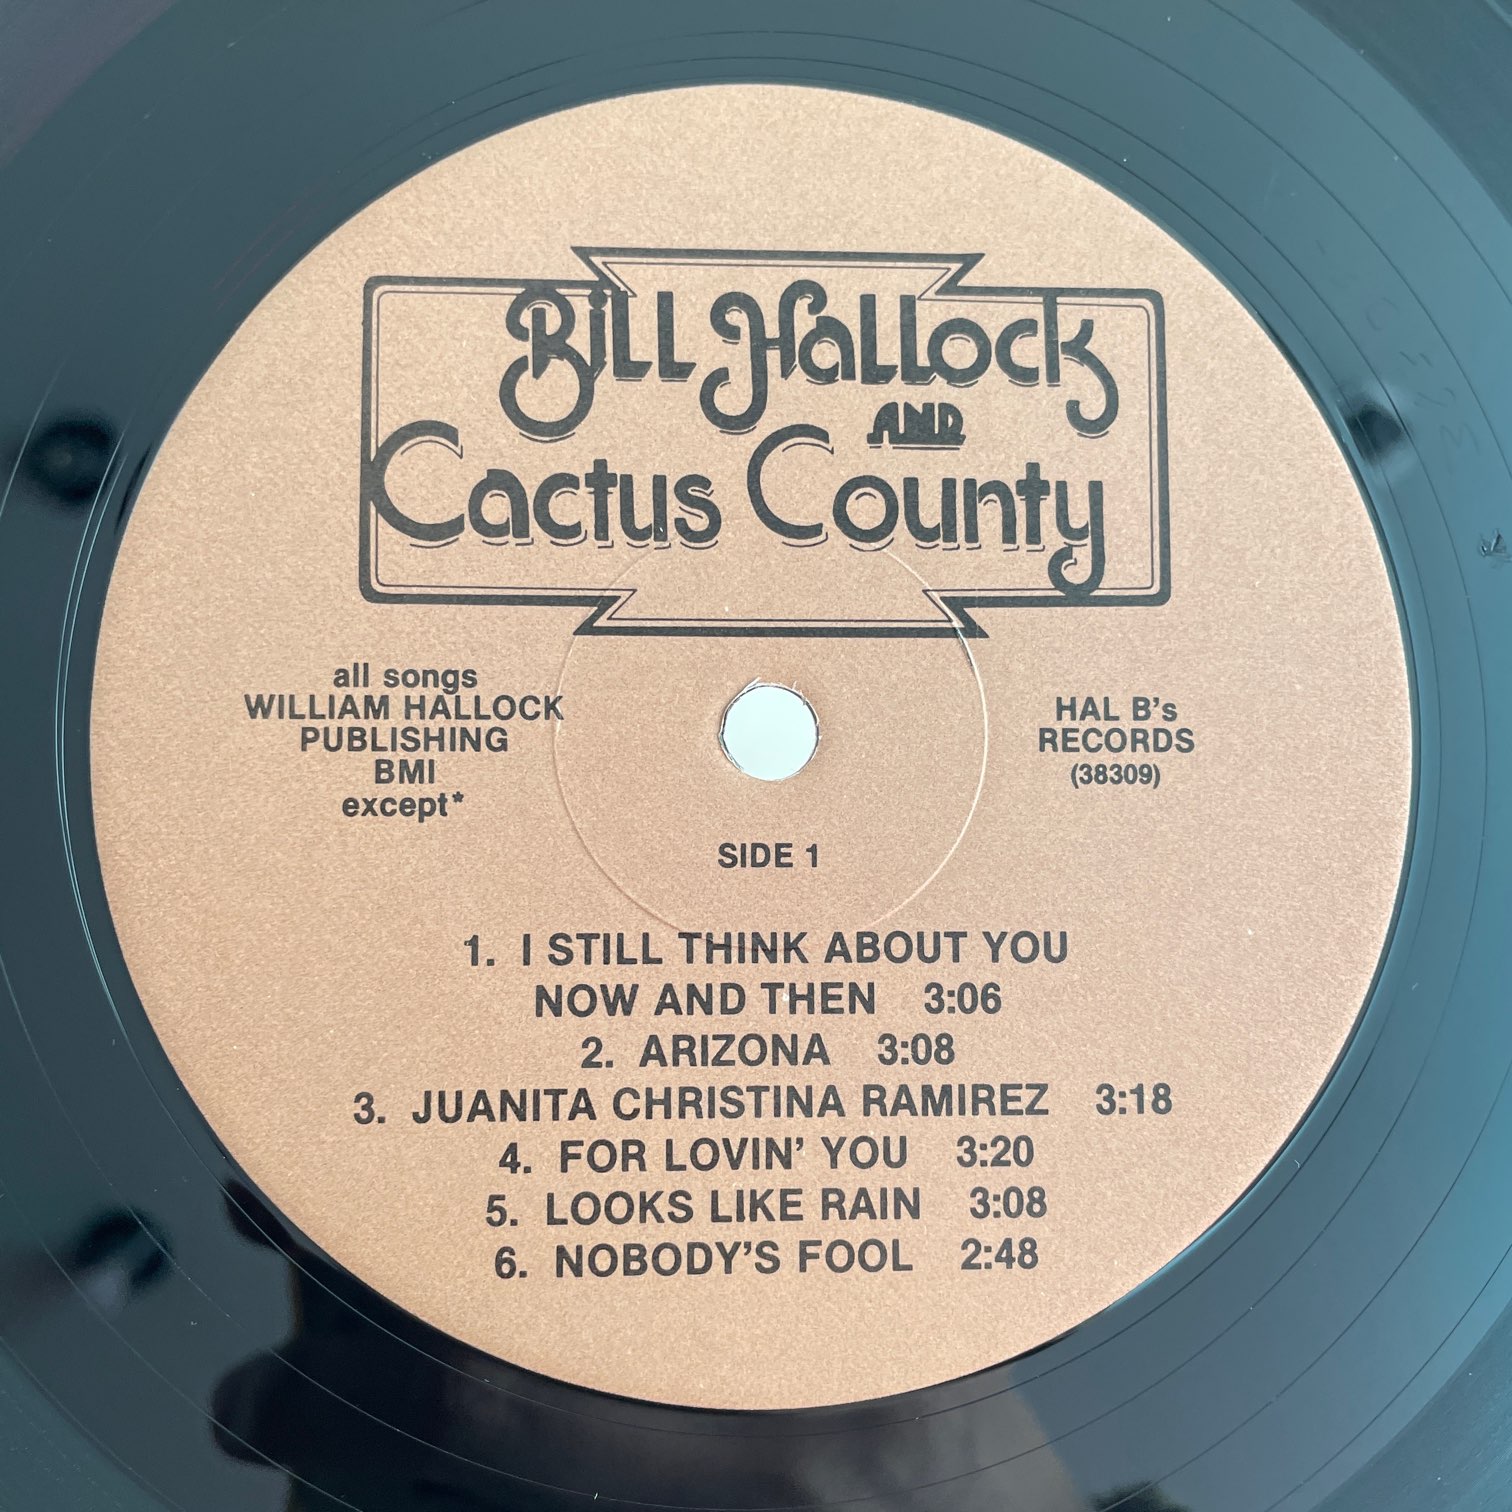 Bill Hallock
AND
Cactus County
all songs
WILLIAM HALLOCK
PUBLISHING
BMI
except*
HAL B's
RECORDS
(38309)
SIDE 1
1. I STILL THINK ABOUT YOU
NOW AND THEN 3:06
2. ARIZONA 3:08
3. JUANITA CHRISTINA RAMIREZ 3:18
4. FOR LOVIN' YOU 3:20
5. LOOKS LIKE RAIN 3:08
6. NOBODY'S FOOL 2:48